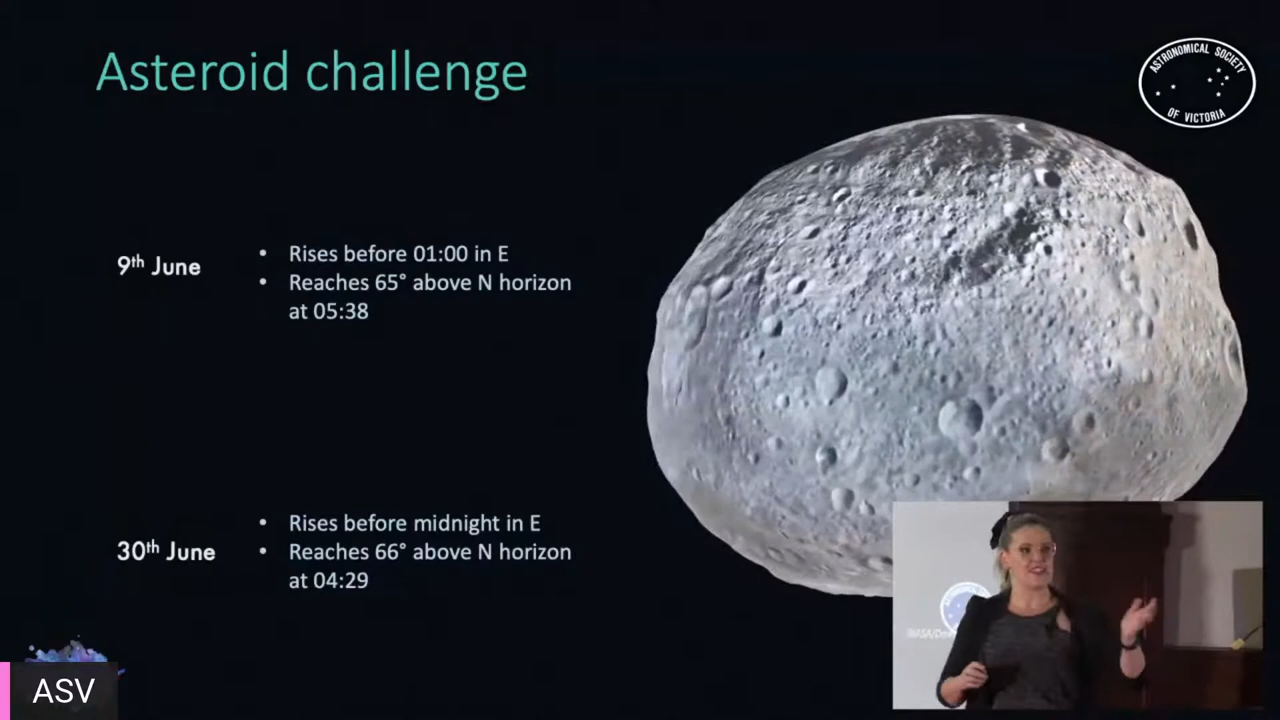 Asteroid challenge
ASTRONOMICAL SOCIETY
OF VICTORIA
9th June
• Rises before 01:00 in E
• Reaches 65° above N horizon
at 05:38
30th June
• Rises before midnight in E
• Reaches 66° above N horizon
at 04:29
ASV